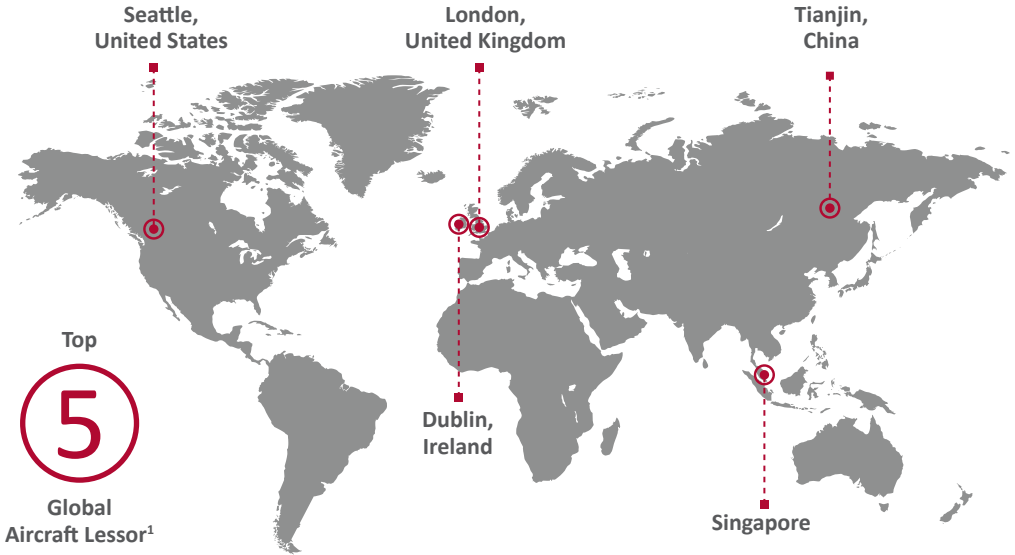 Seattle,
United States
London,
United Kingdom
Tianjin,
China
Top
5
Global
Aircraft Lessor¹
Dublin,
Ireland
Singapore